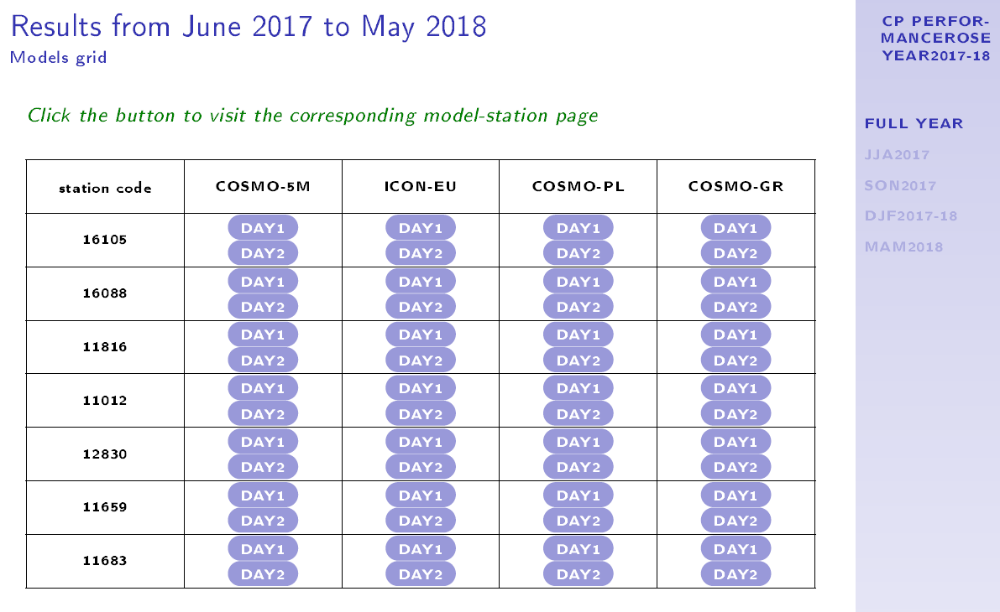 Results from June 2017 to May 2018
Models grid
Click the button to visit the corresponding model-station page
station code COSMO-5M ICON-EU COSMO-PL COSMO-GR
16105
DAY1 DAY1 DAY1 DAY1
DAY2 DAY2 DAY2 DAY2
16088
DAY1 DAY1 DAY1 DAY1
DAY2 DAY2 DAY2 DAY2
11816
DAY1 DAY1 DAY1 DAY1
DAY2 DAY2 DAY2 DAY2
11012
DAY1 DAY1 DAY1 DAY1
DAY2 DAY2 DAY2 DAY2
12830
DAY1 DAY1 DAY1 DAY1
DAY2 DAY2 DAY2 DAY2
11659
DAY1 DAY1 DAY1 DAY1
DAY2 DAY2 DAY2 DAY2
11683
DAY1 DAY1 DAY1 DAY1
DAY2 DAY2 DAY2 DAY2
CP PERFOR-
MANCEROSE
YEAR2017-18
FULL YEAR
JJA2017
SON2017
DJF2017-18
MAM2018